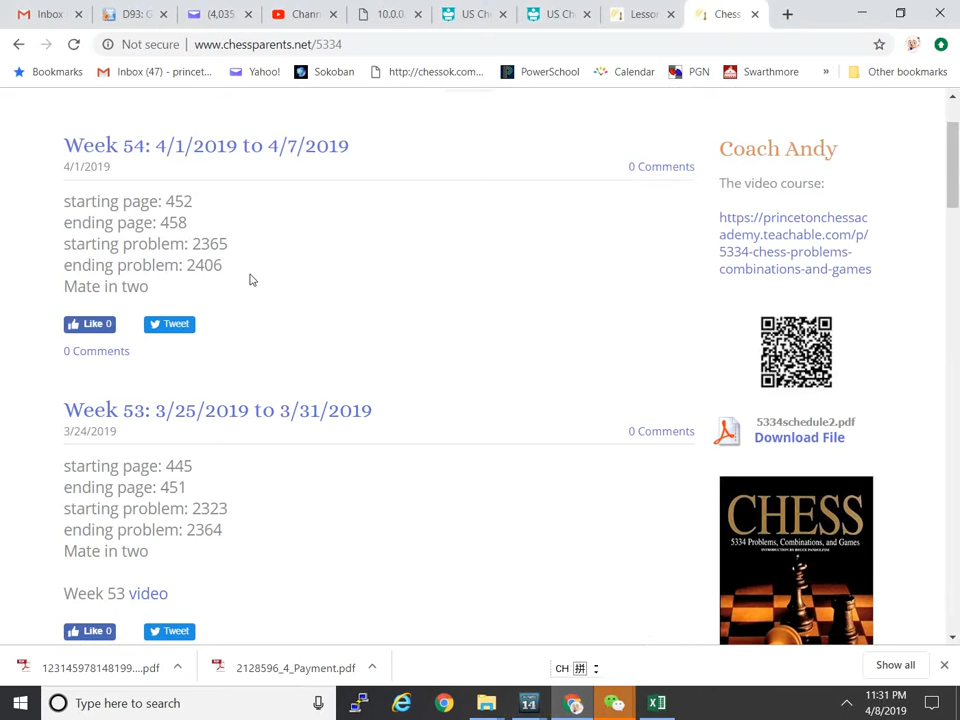 Inbox
D93: G
(4,035
Chann
10.0.0.
US Ch
US Ch
Lesso
Chess
Not secure | www.chessparents.net/5334
Bookmarks
Inbox (47) - princet...
Yahoo!
Sokoban
http://chessok.com...
PowerSchool
Calendar
PGN
Swarthmore
»
Other bookmarks
Week 54: 4/1/2019 to 4/7/2019
4/1/2019
0 Comments
starting page: 452
ending page: 458
starting problem: 2365
ending problem: 2406
Mate in two
Like 0
Tweet
0 Comments
Week 53: 3/25/2019 to 3/31/2019
3/24/2019
0 Comments
starting page: 445
ending page: 451
starting problem: 2323
ending problem: 2364
Mate in two
Week 53 video
Like 0
Tweet
Coach Andy
The video course:
https://princetonchessac
ademy.teachable.com/p/
5334-chess-problems-
combinations-and-games
5334schedule2.pdf
Download File
CHESS
5334 Problems, Combinations, and Games
INTRODUCTION BY BRUCE PANDOLFINI
123145978148199....pdf
2128596_4_Payment.pdf
CH 拼
Show all
Type here to search
14
11:31 PM
4/8/2019